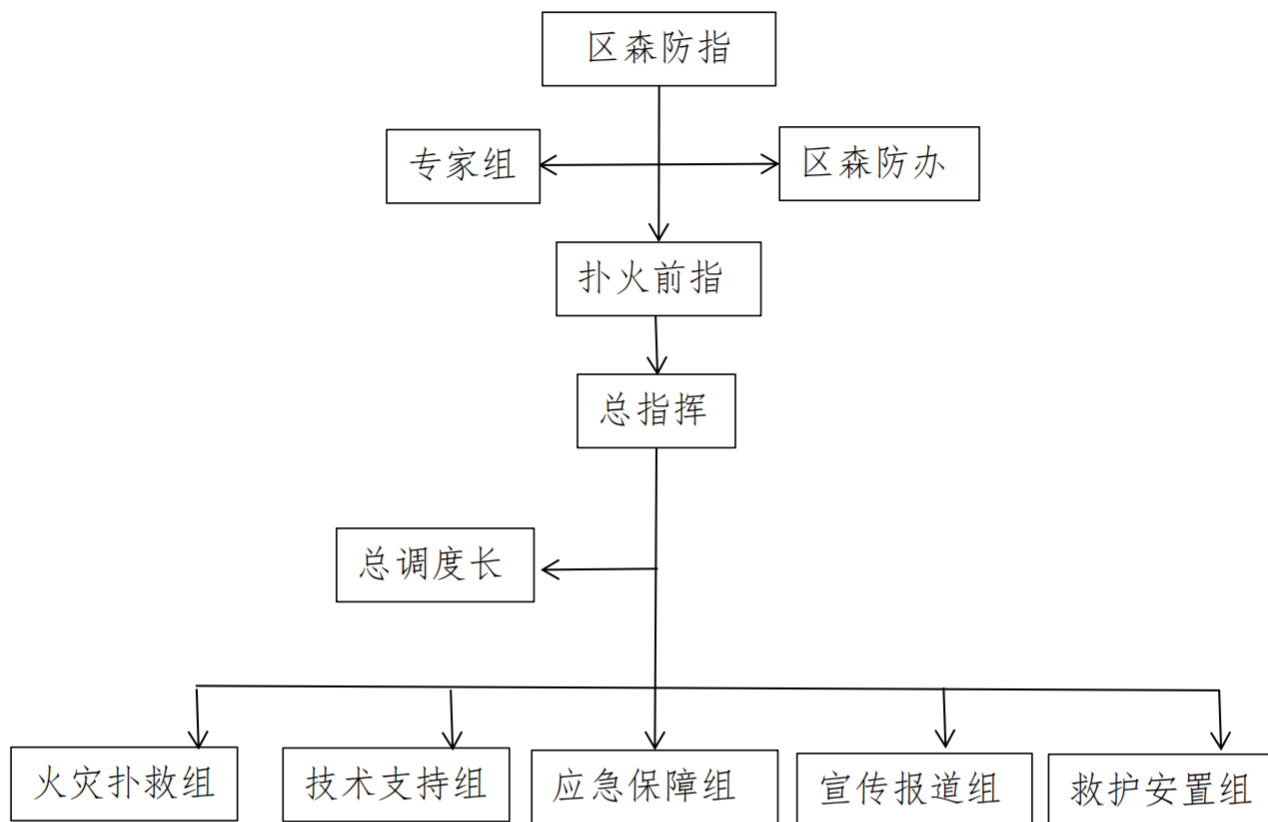 区森防指
专家组
区森防办
扑火前指
总指挥
总调度长
火灾扑救组
技术支持组
应急保障组
宣传报道组
救护安置组